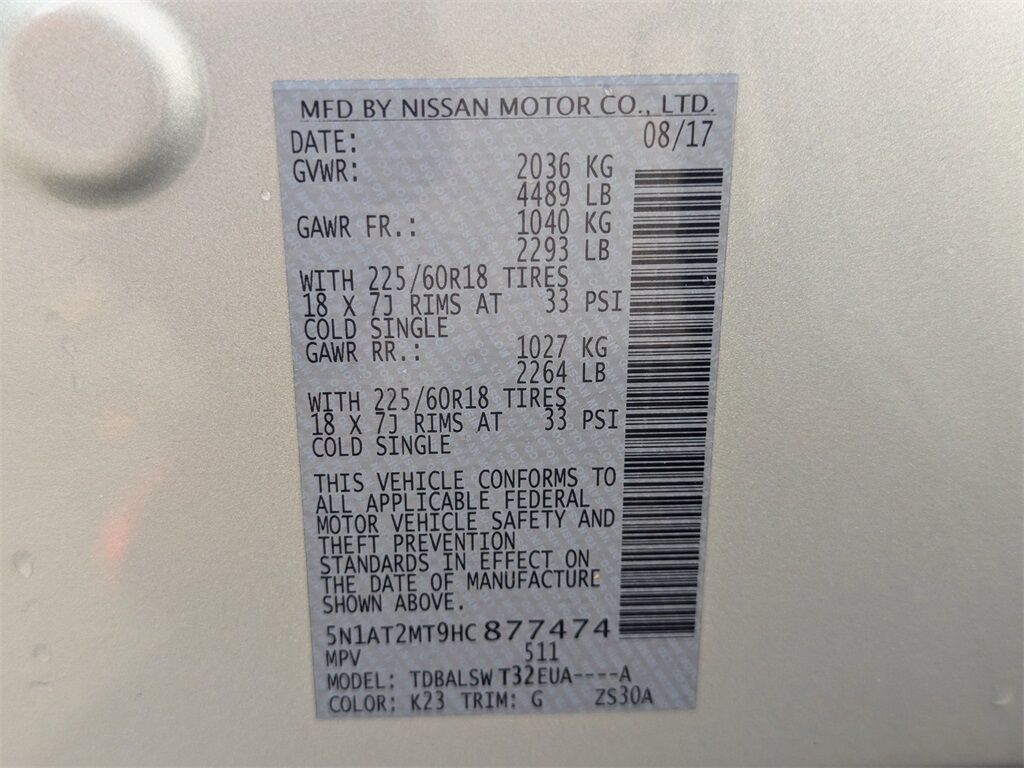 MFD BY NISSAN MOTOR CO., LTD.
DATE: 08/17
GVWR: 2036 KG
4489 LB
GAWR FR.: 1040 KG
2293 LB
WITH 225/60R18 TIRES
18 X 7J RIMS AT 33 PSI
COLD SINGLE
GAWR RR.: 1027 KG
2264 LB
WITH 225/60R18 TIRES
18 X 7J RIMS AT 33 PSI
COLD SINGLE
THIS VEHICLE CONFORMS TO
ALL APPLICABLE FEDERAL
MOTOR VEHICLE SAFETY AND
THEFT PREVENTION
STANDARDS IN EFFECT ON
THE DATE OF MANUFACTURE
SHOWN ABOVE.
5N1AT2MT9HC877474
MPV 511
MODEL: TDBALSW T32EUA----A
COLOR: K23 TRIM: G ZS30A